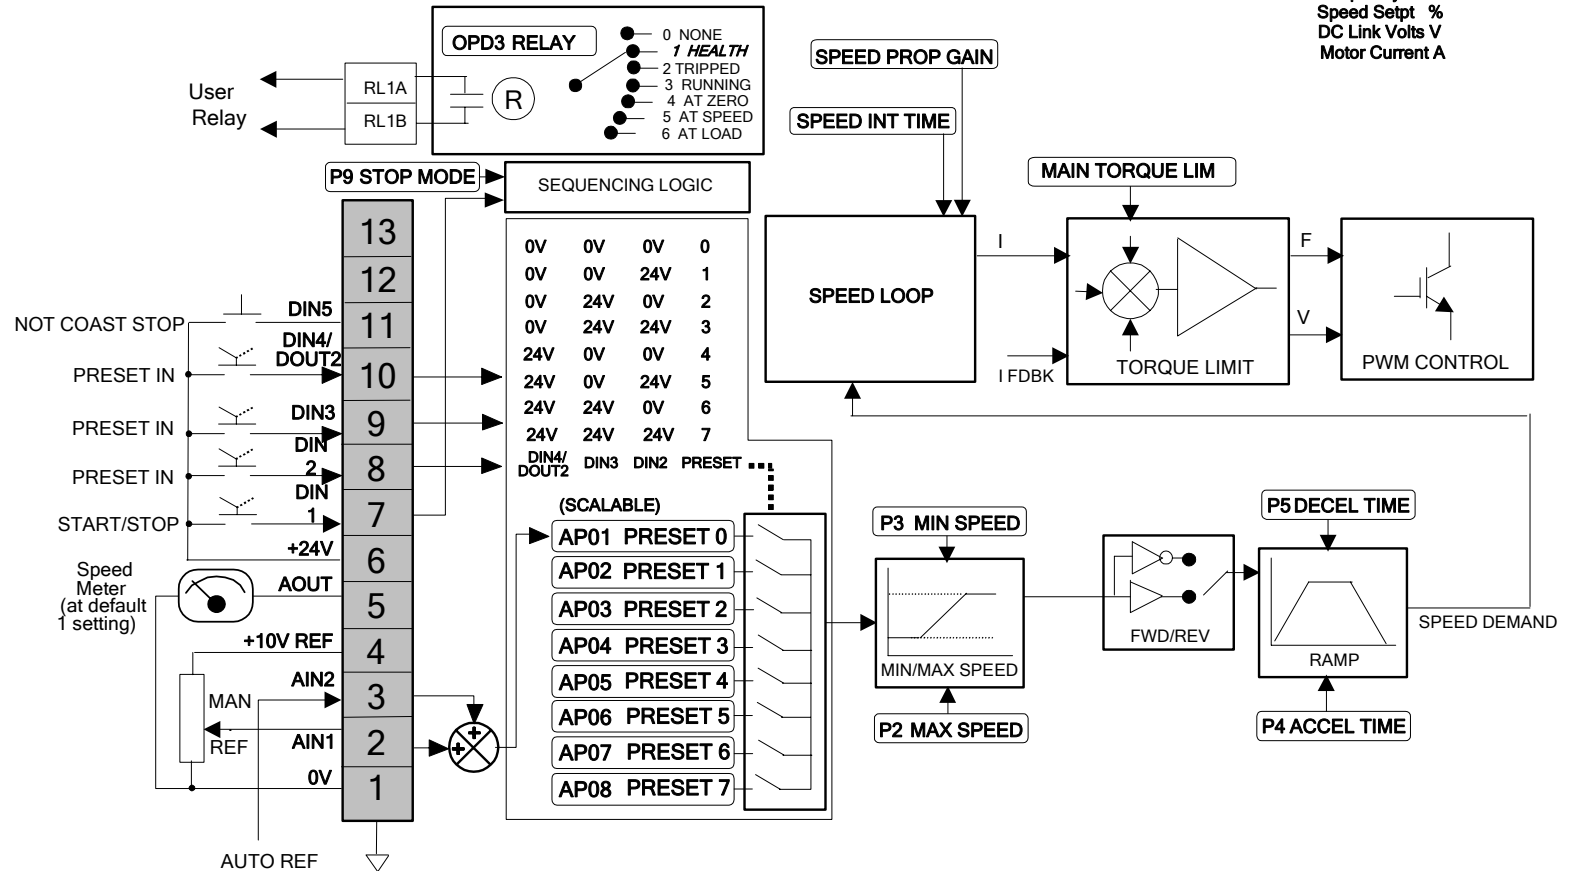 Speed Setpt %
DC Link Volts V
Motor Current A
OPD3 RELAY
0 NONE
1 HEALTH
2 TRIPPED
3 RUNNING
4 AT ZERO
5 AT SPEED
6 AT LOAD
R
User
Relay
RL1A
RL1B
P9 STOP MODE
SEQUENCING LOGIC
SPEED PROP GAIN
SPEED INT TIME
MAIN TORQUE LIM
SPEED LOOP
I
I FDBK
TORQUE LIMIT
F
V
PWM CONTROL
13
12
11
10
9
8
7
6
5
4
3
2
1
NOT COAST STOP
DIN5
DIN4/
DOUT2
PRESET IN
DIN3
PRESET IN
DIN
2
PRESET IN
DIN
1
START/STOP
+24V
Speed
Meter
(at default
1 setting)
AOUT
+10V REF
AIN2
MAN
REF
AIN1
0V
AUTO REF
+
+
0V 0V 0V 0
0V 0V 24V 1
0V 24V 0V 2
0V 24V 24V 3
24V 0V 0V 4
24V 0V 24V 5
24V 24V 0V 6
24V 24V 24V 7
DIN4/
DOUT2 DIN3 DIN2 PRESET
(SCALABLE)
AP01 PRESET 0
AP02 PRESET 1
AP03 PRESET 2
AP04 PRESET 3
AP05 PRESET 4
AP06 PRESET 5
AP07 PRESET 6
AP08 PRESET 7
P3 MIN SPEED
MIN/MAX SPEED
P2 MAX SPEED
FWD/REV
P5 DECEL TIME
RAMP
P4 ACCEL TIME
SPEED DEMAND